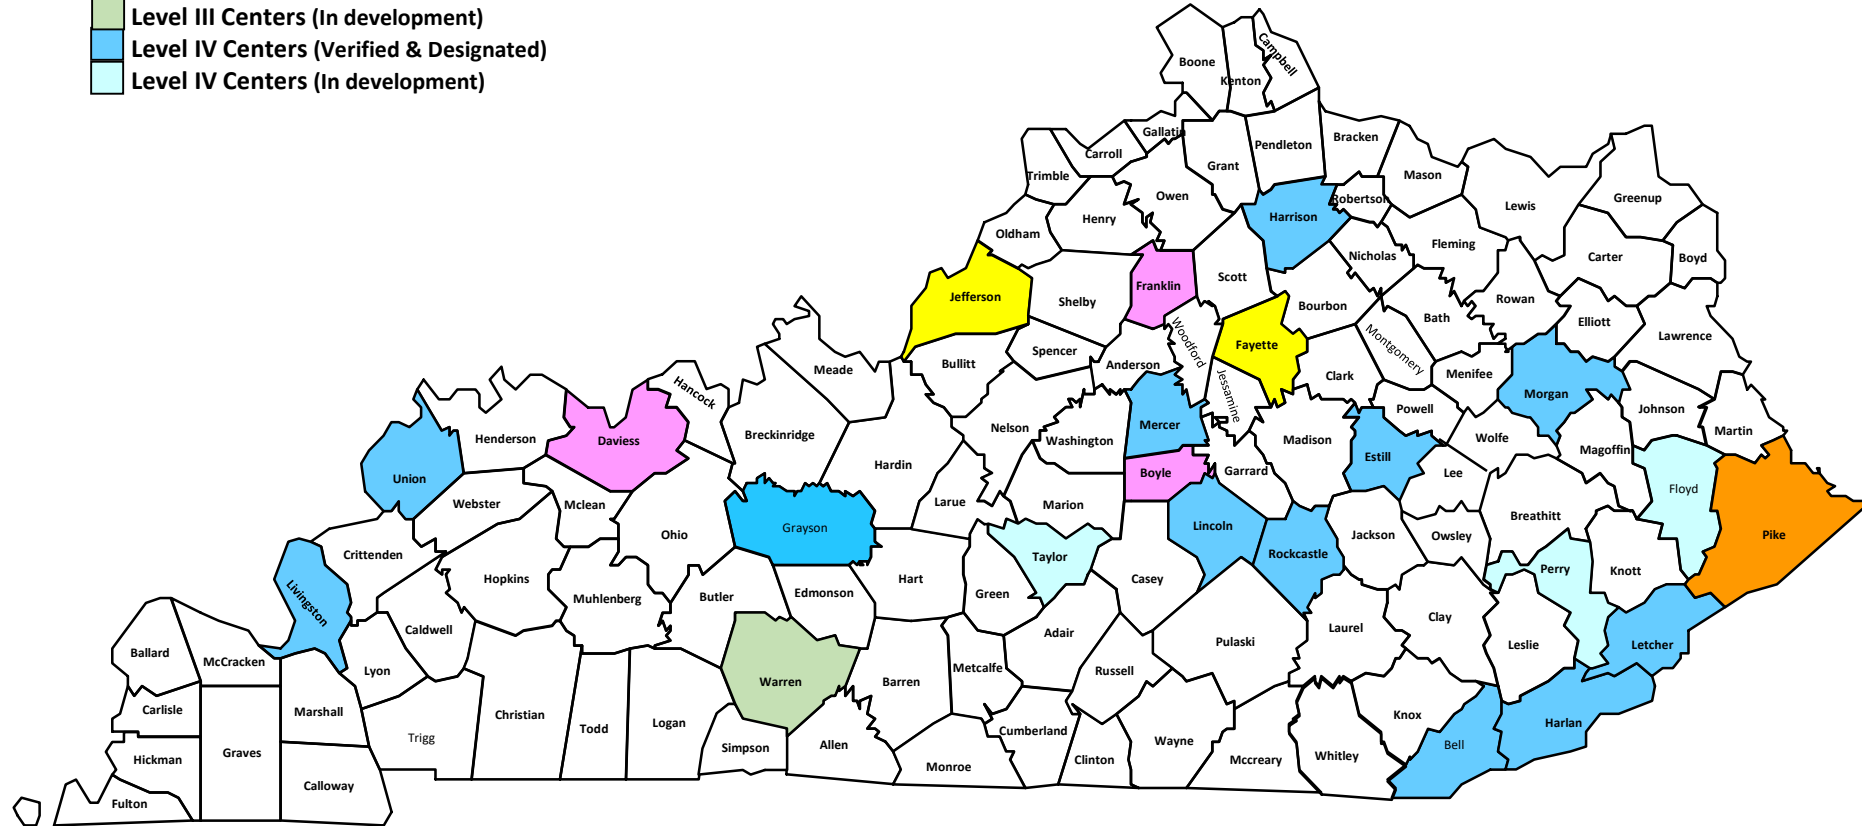 Level III Centers (In development)
Level IV Centers (Verified & Designated)
Level IV Centers (In development)
Boone
Kenton
Campbell
Gallatin
Carroll
Grant
Pendleton
Bracken
Trimble
Owen
Mason
Robertson
Lewis
Greenup
Henry
Harrison
Oldham
Fleming
Nicholas
Carter
Boyd
Scott
Franklin
Jefferson
Shelby
Bourbon
Rowan
Bath
Elliott
Lawrence
Woodford
Fayette
Montgomery
Spencer
Anderson
Bullitt
Meade
Clark
Menifee
Jessamine
Hancock
Morgan
Powell
Johnson
Martin
Nelson
Washington
Mercer
Madison
Wolfe
Breckinridge
Henderson
Daviess
Magoffin
Estill
Hardin
Boyle
Garrard
Lee
Union
Floyd
Webster
Mclean
Larue
Marion
Breathitt
Grayson
Lincoln
Ohio
Jackson
Owsley
Pike
Crittenden
Taylor
Rockcastle
Perry
Knott
Hopkins
Hart
Casey
Livingston
Muhlenberg
Butler
Edmonson
Green
Caldwell
Adair
Laurel
Clay
Pulaski
Leslie
Letcher
Ballard
McCracken
Lyon
Metcalfe
Russell
Warren
Barren
Carlisle
Marshall
Christian
Knox
Todd
Logan
Harlan
Trigg
Cumberland
Wayne
Simpson
Allen
Bell
Graves
Hickman
Clinton
Mccreary
Whitley
Monroe
Calloway
Fulton